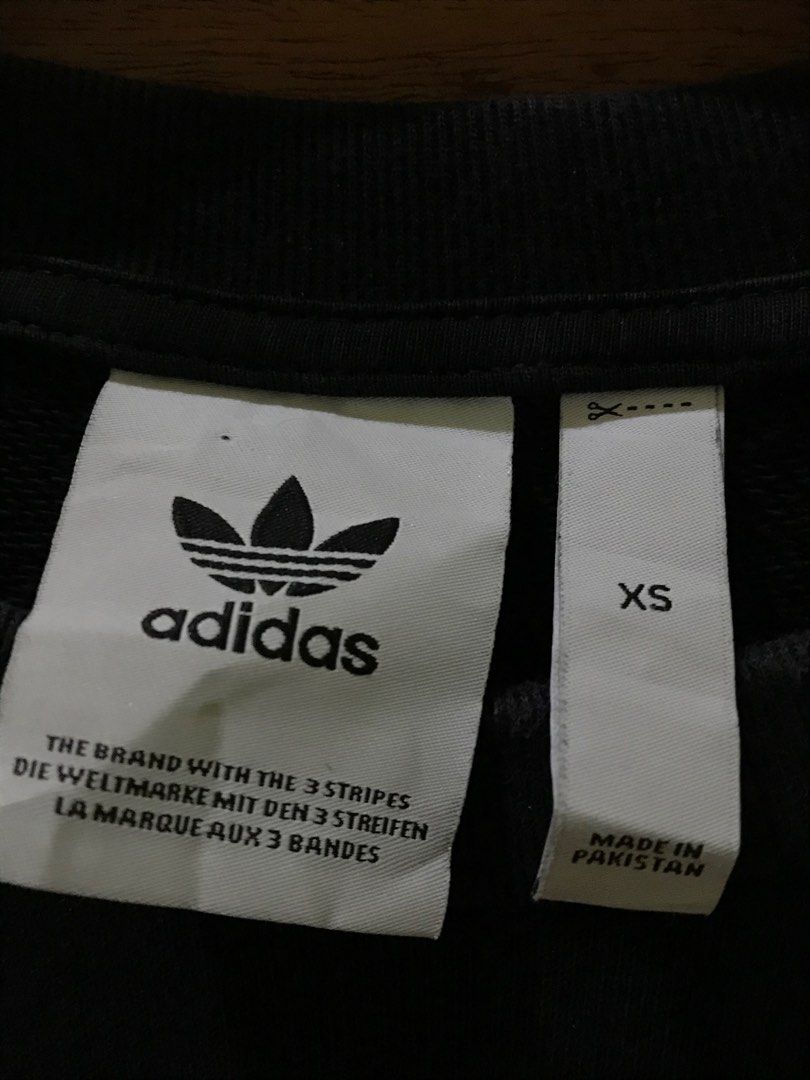 adidas
THE BRAND WITH THE 3 STRIPES
DIE WELTMARKE MIT DEN 3 STREIFEN
LA MARQUE AUX 3 BANDES
XS
MADE IN
PAKISTAN